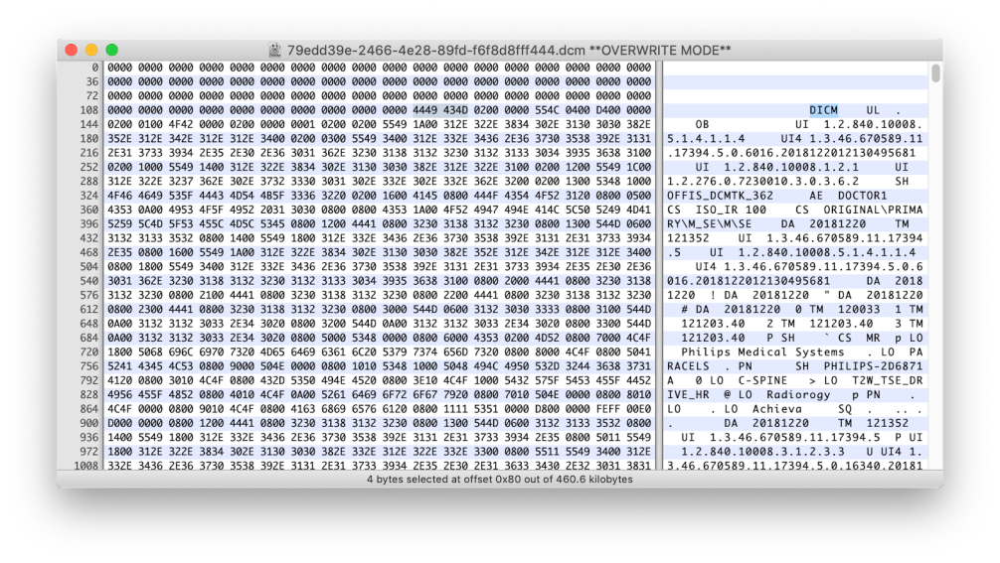 79edd39e-2466-4e28-89fd-f6f8d8fff444.dcm **OVERWRITE MODE**
0 0000 0000 0000 0000 0000 0000 0000 0000 0000 0000 0000 0000 0000 0000 0000 0000 0000 0000
36 0000 0000 0000 0000 0000 0000 0000 0000 0000 0000 0000 0000 0000 0000 0000 0000 0000 0000
72 0000 0000 0000 0000 0000 0000 0000 0000 0000 0000 0000 0000 0000 0000 0000 0000 0000 0000
108 0000 0000 0000 0000 0000 0000 0000 0000 0000 0000 4449 434D 0200 0000 554C 0400 D400 0000 DICM UL .
144 0200 0100 4F42 0000 0200 0000 0001 0200 0200 5549 1A00 312E 322E 3834 302E 3130 3030 382E OB UI 1.2.840.10008.
180 352E 312E 342E 312E 312E 3400 0200 0300 5549 3400 312E 332E 3436 2E36 3730 3538 392E 3131 5.1.4.1.1.4 UI4 1.3.46.670589.11
216 2E31 3733 3934 2E35 2E30 2E36 3031 362E 3230 3138 3132 3230 3132 3133 3034 3935 3638 3100 .17394.5.0.6016.2018122012130495681
252 0200 1000 5549 1400 312E 322E 3834 302E 3130 3030 382E 312E 322E 3100 0200 1200 5549 1C00 UI 1.2.840.10008.1.2.1 UI
288 312E 322E 3237 362E 302E 3732 3330 3031 302E 332E 302E 332E 362E 3200 0200 1300 5348 1000 1.2.276.0.7230010.3.0.3.6.2 SH
324 4F46 4649 535F 4443 4D54 4B5F 3336 3220 0200 1600 4145 0800 444F 4354 4F52 3120 0800 0500 OFFIS_DCMTK_362 AE DOCTOR1
360 4353 0A00 4953 4F5F 4952 2031 3030 0800 0800 4353 1A00 4F52 4947 494E 414C 5C50 5249 4D41 CS ISO_IR 100 CS ORIGINAL\PRIMA
396 5259 5C4D 5F53 455C 4D5C 5345 0800 1200 4441 0800 3230 3138 3132 3230 0800 1300 544D 0600 RY\M_SE\M\SE DA 20181220 TM
432 3132 3133 3532 0800 1400 5549 1800 312E 332E 3436 2E36 3730 3538 392E 3131 2E31 3733 3934 121352 UI 1.3.46.670589.11.17394
468 2E35 0800 1600 5549 1A00 312E 322E 3834 302E 3130 3030 382E 352E 312E 342E 312E 312E 3400 .5 UI 1.2.840.10008.5.1.4.1.1.4
504 0800 1800 5549 3400 312E 332E 3436 2E36 3730 3538 392E 3131 2E31 3733 3934 2E35 2E30 2E36 UI4 1.3.46.670589.11.17394.5.0.6
540 3031 362E 3230 3138 3132 3230 3132 3133 3034 3935 3638 3100 0800 2000 4441 0800 3230 3138 016.2018122012130495681 DA 2018
576 3132 3230 0800 2100 4441 0800 3230 3138 3132 3230 0800 2200 4441 0800 3230 3138 3132 3230 1220 ! DA 20181220 " DA 20181220
612 0800 2300 4441 0800 3230 3138 3132 3230 0800 3000 544D 0600 3132 3030 3333 0800 3100 544D # DA 20181220 0 TM 120033 1 TM
648 0A00 3132 3132 3033 2E34 3020 0800 3200 544D 0A00 3132 3132 3033 2E34 3020 0800 3300 544D 121203.40 2 TM 121203.40 3 TM
684 0A00 3132 3132 3033 2E34 3020 0800 5000 5348 0000 0800 6000 4353 0200 4D52 0800 7000 4C4F 121203.40 P SH ` CS MR p LO
720 1800 5068 696C 6970 7320 4D65 6469 6361 6C20 5379 7374 656D 7320 0800 8000 4C4F 0800 5041 Philips Medical Systems . LO PA
756 5241 4345 4C53 0800 9000 504E 0000 0800 1010 5348 1000 5048 494C 4950 532D 3244 3638 3731 RACELS . PN SH PHILIPS-2D6871
792 4120 0800 3010 4C4F 0800 432D 5350 494E 4520 0800 3E10 4C4F 1000 5432 575F 5453 455F 4452 A 0 LO C-SPINE > LO T2W_TSE_DR
828 4956 455F 4852 0800 4010 4C4F 0A00 5261 6469 6F72 6F67 7920 0800 7010 504E 0000 0800 8010 IVE_HR @ LO Radiorogy p PN .
864 4C4F 0000 0800 9010 4C4F 0800 4163 6869 6576 6120 0800 1111 5351 0000 D800 0000 FEFF 00E0 LO . LO Achieva SQ . .. .
900 D000 0000 0800 1200 4441 0800 3230 3138 3132 3230 0800 1300 544D 0600 3132 3133 3532 0800 . DA 20181220 TM 121352
936 1400 5549 1800 312E 332E 3436 2E36 3730 3538 392E 3131 2E31 3733 3934 2E35 0800 5011 5549 UI 1.3.46.670589.11.17394.5 P UI
972 1800 312E 322E 3834 302E 3130 3030 382E 332E 312E 322E 332E 3300 0800 5511 5549 3400 312E 1.2.840.10008.3.1.2.3.3 U UI4 1.
1008 332E 3436 2E36 3730 3538 392E 3131 2E31 3733 3934 2E35 2E30 2E31 3633 3430 2E32 3031 3831 3.46.670589.11.17394.5.0.16340.20181
4 bytes selected at offset 0x80 out of 460.6 kilobytes